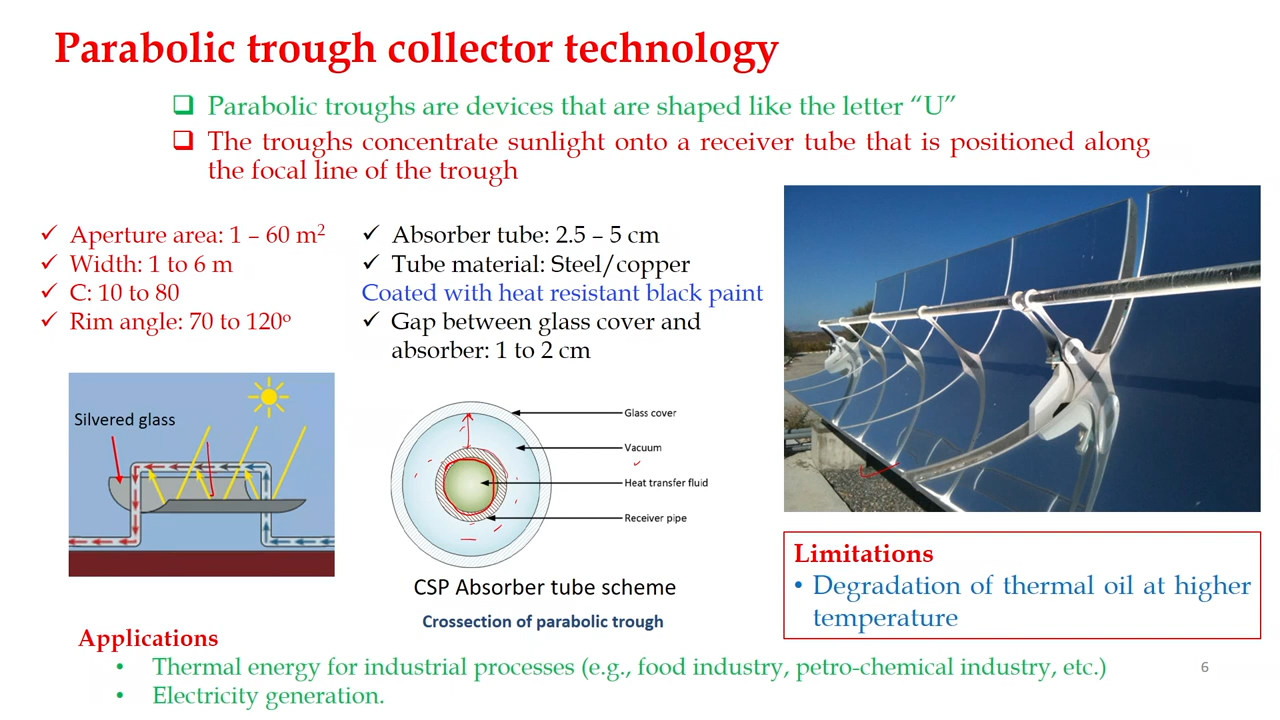 Parabolic trough collector technology
❑ Parabolic troughs are devices that are shaped like the letter “U”
❑ The troughs concentrate sunlight onto a receiver tube that is positioned along
the focal line of the trough
✓ Aperture area: 1 – 60 m²
✓ Width: 1 to 6 m
✓ C: 10 to 80
✓ Rim angle: 70 to 120º
✓ Absorber tube: 2.5 – 5 cm
✓ Tube material: Steel/copper
Coated with heat resistant black paint
✓ Gap between glass cover and
absorber: 1 to 2 cm
Silvered glass
Glass cover
Vacuum
Heat transfer fluid
Receiver pipe
CSP Absorber tube scheme
Crossection of parabolic trough
Limitations
• Degradation of thermal oil at higher
temperature
Applications
• Thermal energy for industrial processes (e.g., food industry, petro-chemical industry, etc.)
• Electricity generation.
6